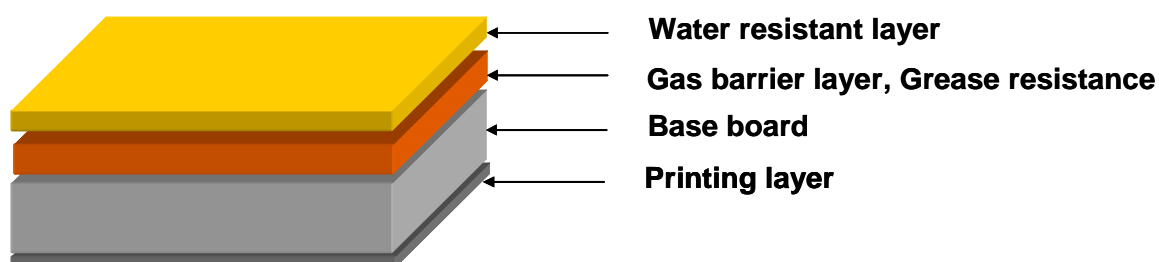 Water resistant layer
Gas barrier layer, Grease resistance
Base board
Printing layer